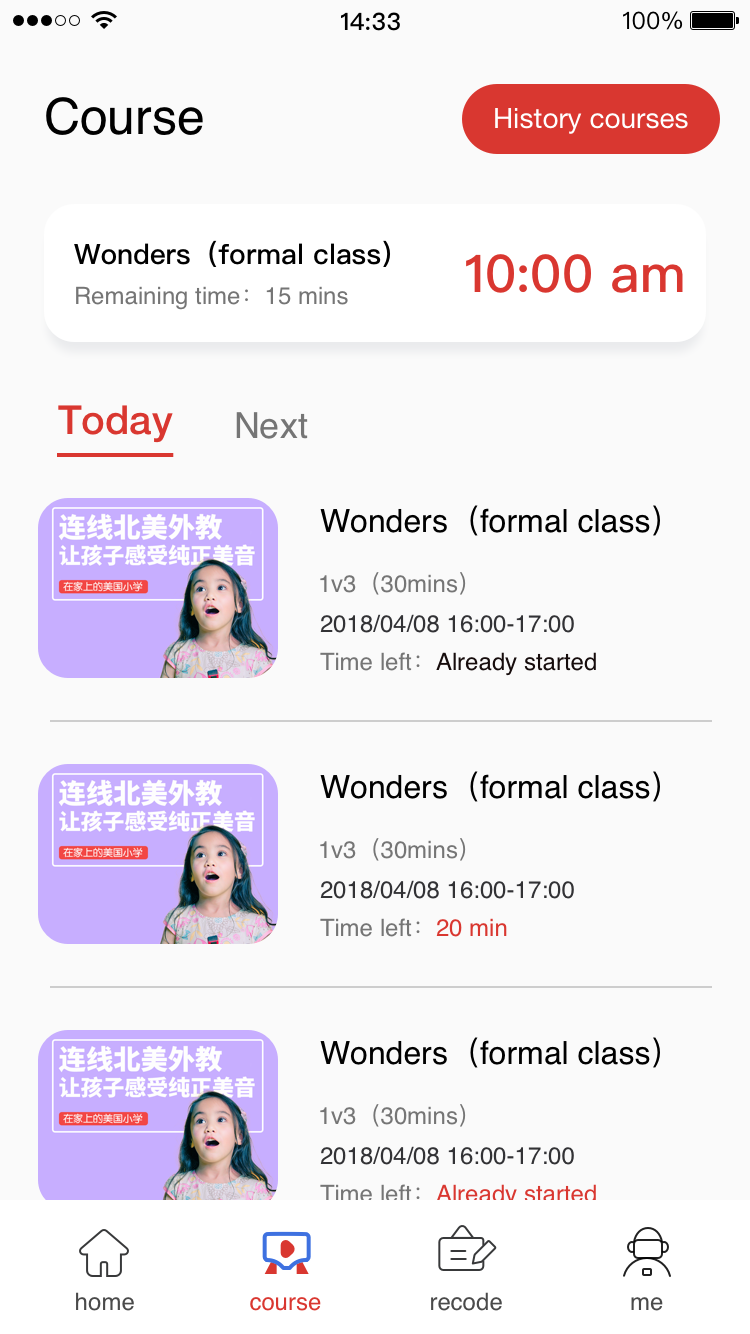 14:33
100%
Course
History courses
Wonders（formal class）
Remaining time：15 mins
10:00 am
Today
Next
连线北美外教
让孩子感受纯正美音
在家上的美国小学
Wonders（formal class）
1v3（30mins）
2018/04/08 16:00-17:00
Time left：Already started
连线北美外教
让孩子感受纯正美音
在家上的美国小学
Wonders（formal class）
1v3（30mins）
2018/04/08 16:00-17:00
Time left：20 min
连线北美外教
让孩子感受纯正美音
在家上的美国小学
Wonders（formal class）
1v3（30mins）
2018/04/08 16:00-17:00
Time left：Already started
home
course
recode
me